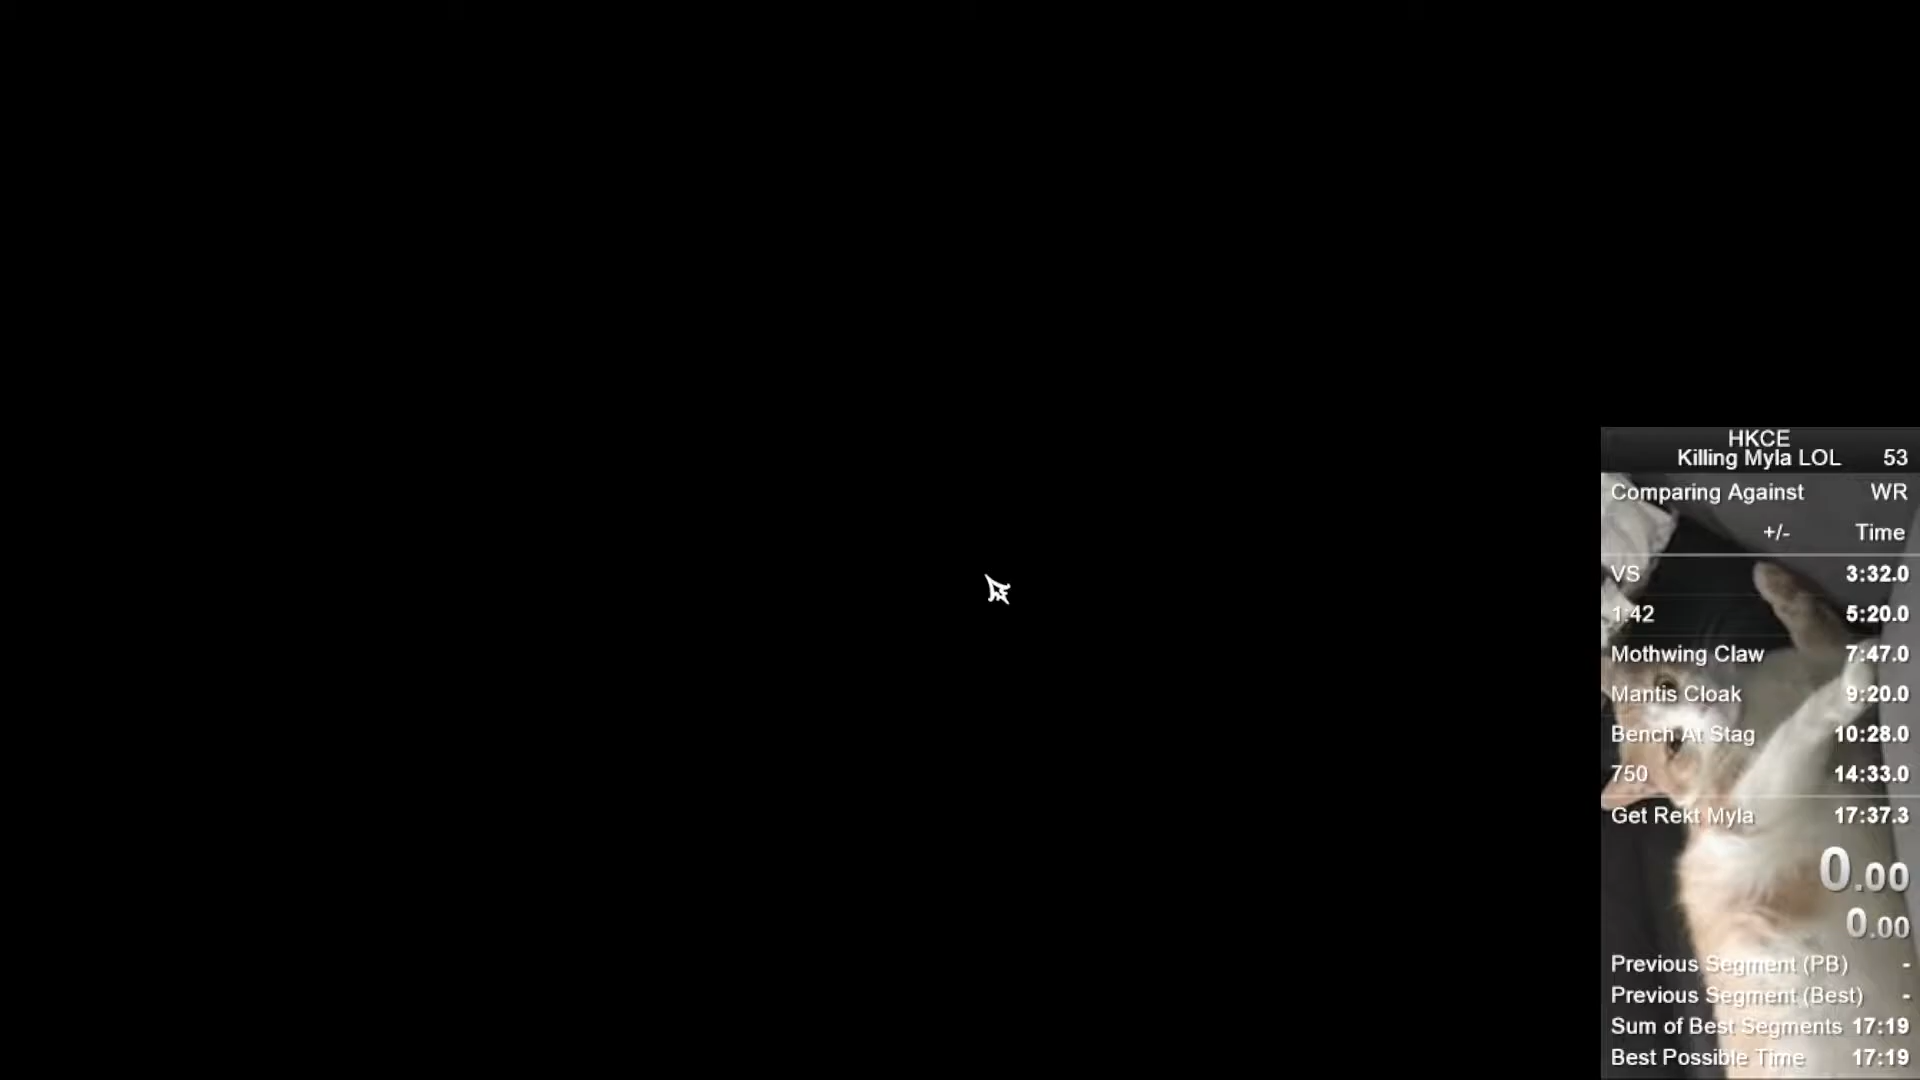 HKCE
Killing Myla LOL 53
Comparing Against WR
+/- Time
VS 3:32.0
1:42 5:20.0
Mothwing Claw 7:47.0
Mantis Cloak 9:20.0
Bench At Stag 10:28.0
750 14:33.0
Get Rekt Myla 17:37.3
0.00
0.00
Previous Segment (PB) -
Previous Segment (Best) -
Sum of Best Segments 17:19
Best Possible Time 17:19